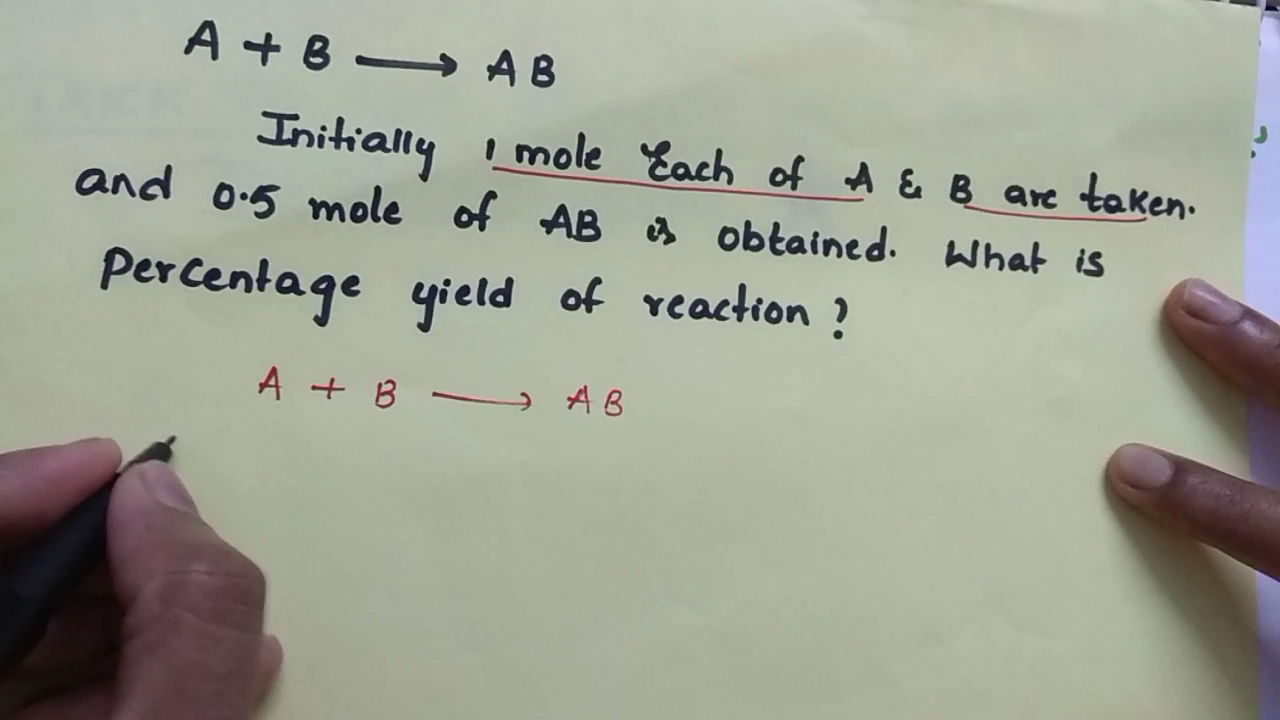 A + B ⟶ AB
Initially 1 mole Each of A & B are taken.
and 0.5 mole of AB is obtained. What is
Percentage yield of reaction?
A + B ⟶ AB